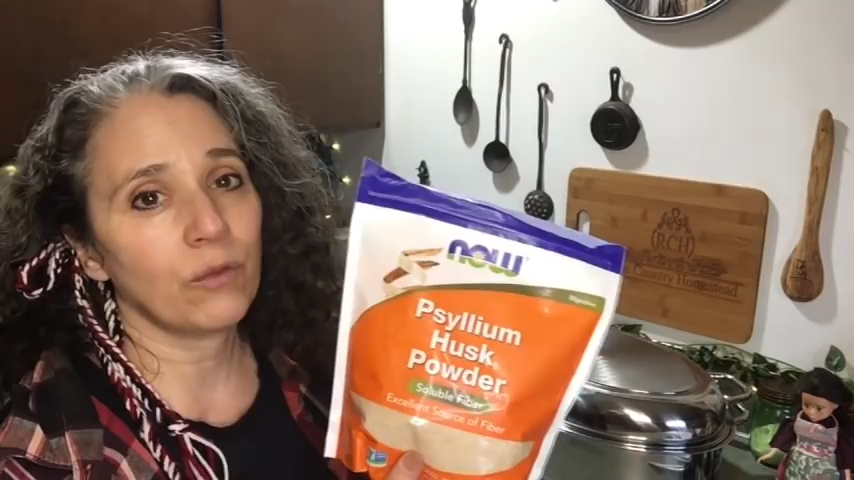 NOW
Psyllium
Husk
Powder
Soluble Fiber
Excellent Source of Fiber
RCH
Country Homestead